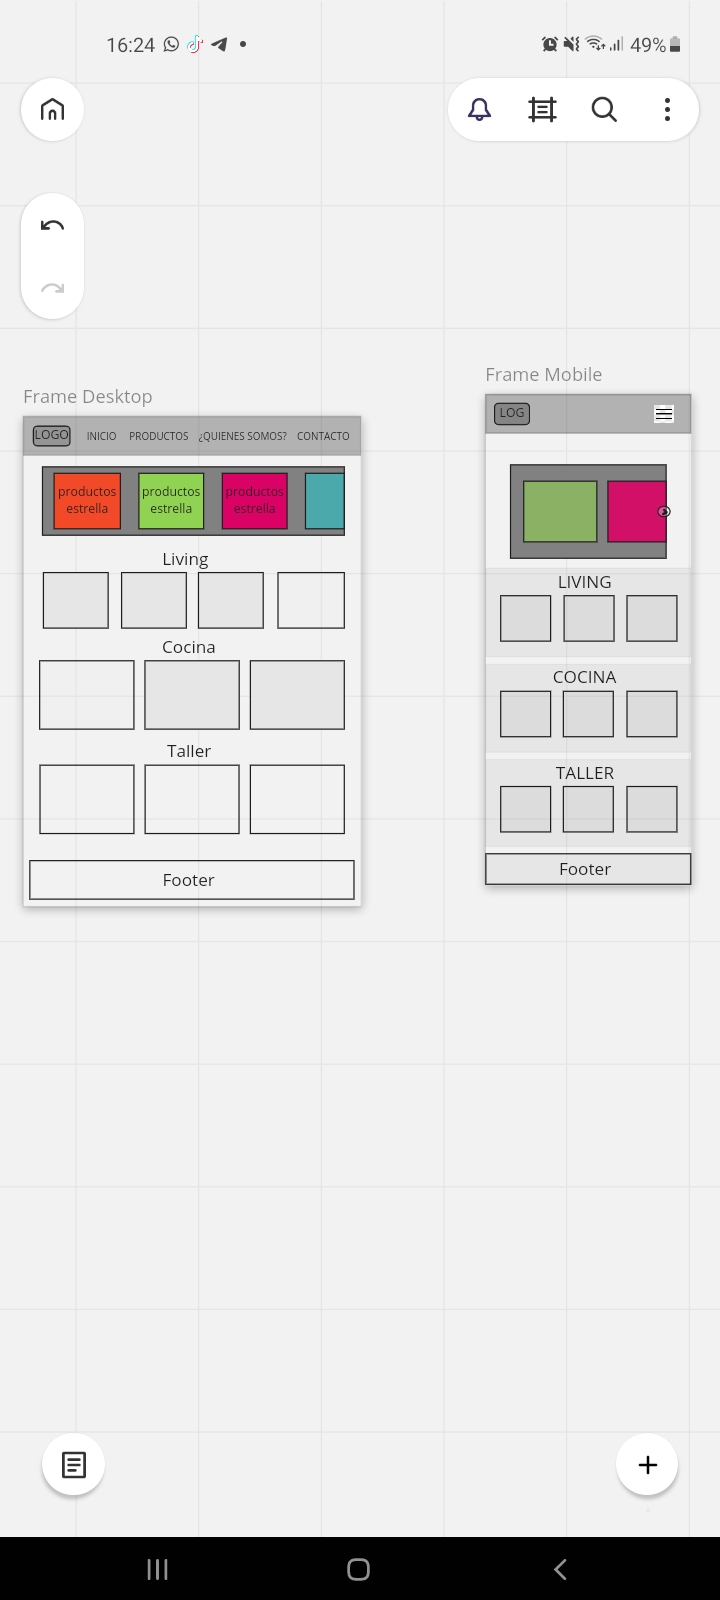 16:24
49%
Frame Desktop
LOGO INICIO PRODUCTOS ¿QUIENES SOMOS? CONTACTO
productos estrella
productos estrella
productos estrella
Living
Cocina
Taller
Footer
Frame Mobile
LOG
LIVING
COCINA
TALLER
Footer